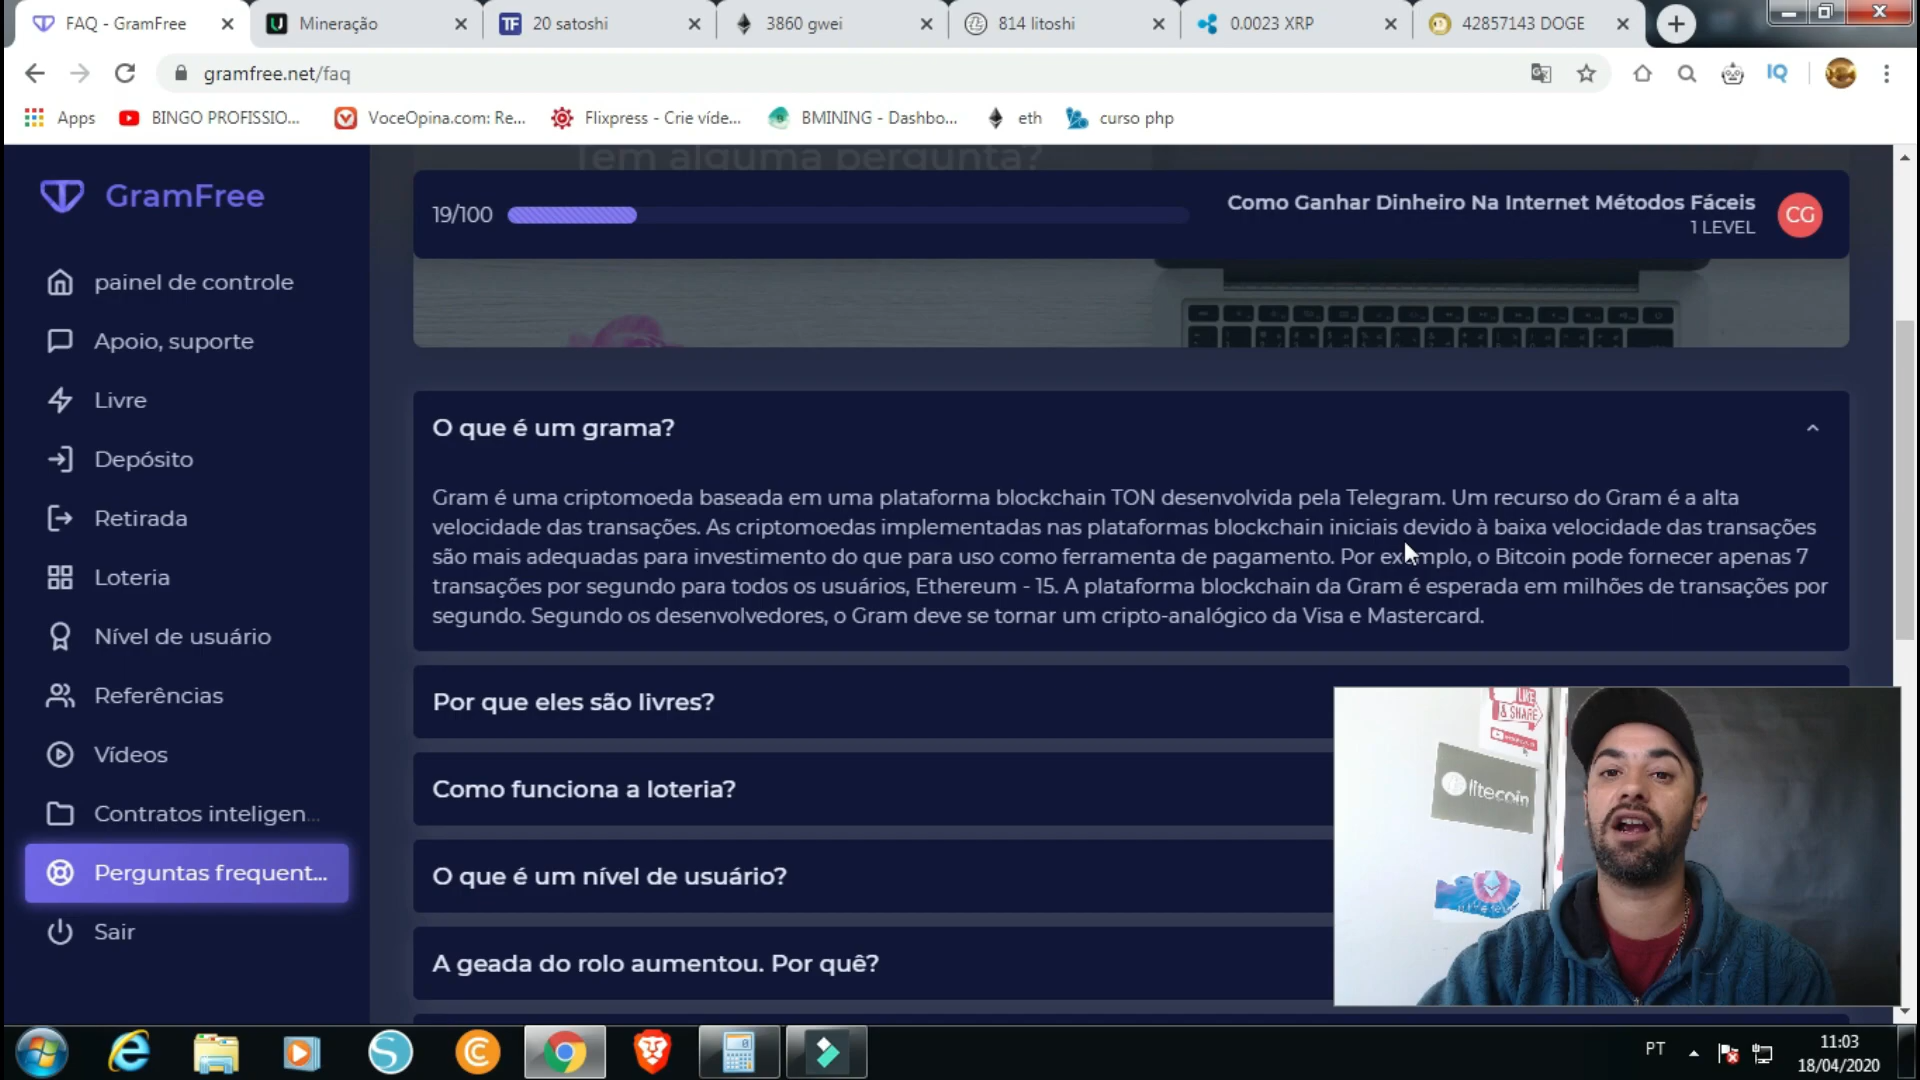 FAQ - GramFree
Mineração
20 satoshi
3860 gwei
814 litoshi
0.0023 XRP
42857143 DOGE
gramfree.net/faq
Apps
BINGO PROFISSIO...
VoceOpina.com: Re...
Flixpress - Crie víde...
BMINING - Dashbo...
eth
curso php
GramFree
painel de controle
Apoio, suporte
Livre
Depósito
Retirada
Loteria
Nível de usuário
Referências
Vídeos
Contratos inteligen...
Perguntas frequent...
Sair
Tem alguma pergunta?
19/100
Como Ganhar Dinheiro Na Internet Métodos Fáceis
1 LEVEL
CG
O que é um grama?
Gram é uma criptomoeda baseada em uma plataforma blockchain TON desenvolvida pela Telegram. Um recurso do Gram é a alta
velocidade das transações. As criptomoedas implementadas nas plataformas blockchain iniciais devido à baixa velocidade das transações
são mais adequadas para investimento do que para uso como ferramenta de pagamento. Por exemplo, o Bitcoin pode fornecer apenas 7
transações por segundo para todos os usuários, Ethereum - 15. A plataforma blockchain da Gram é esperada em milhões de transações por
segundo. Segundo os desenvolvedores, o Gram deve se tornar um cripto-analógico da Visa e Mastercard.
Por que eles são livres?
Como funciona a loteria?
O que é um nível de usuário?
A geada do rolo aumentou. Por quê?
LIKE
& SHARE
litecoin
PT
11:03
18/04/2020